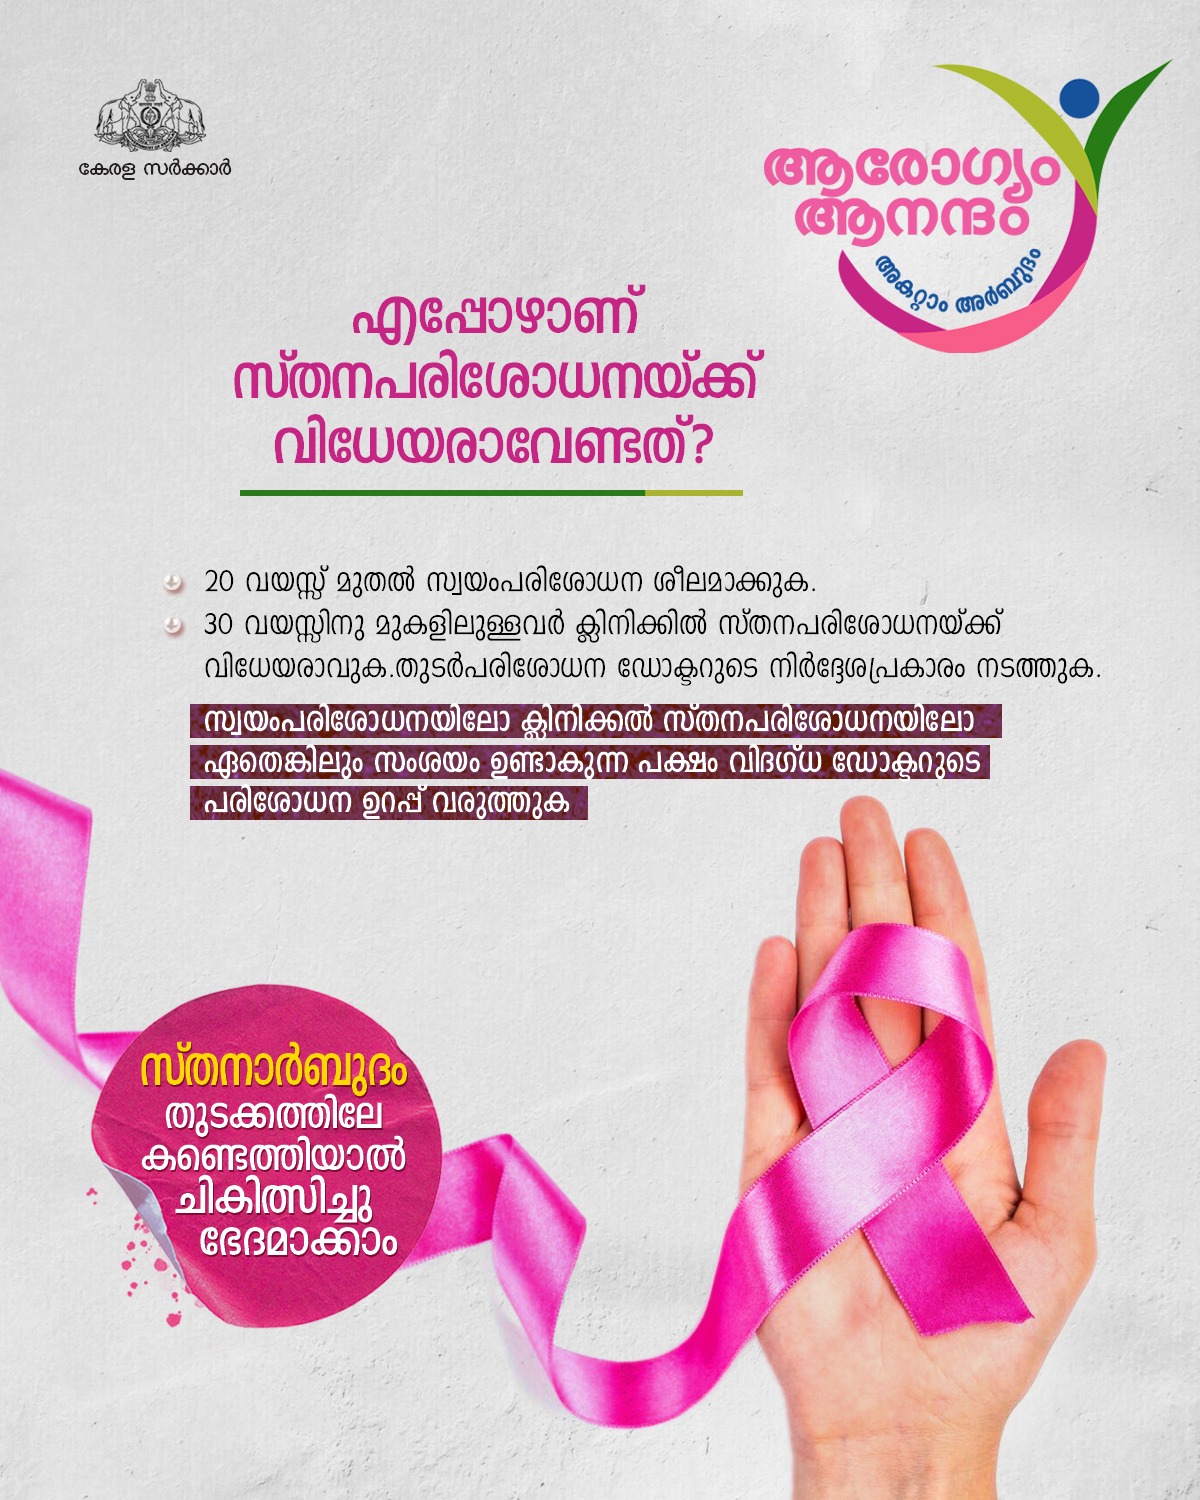 കേരള സർക്കാർ
ആരോഗ്യം
ആനന്ദം
അകറ്റാം അർബുദം
എപ്പോഴാണ്
സ്തനപരിശോധനയ്ക്ക്
വിധേയരാവേണ്ടത്?
20 വയസ്സ് മുതൽ സ്വയംപരിശോധന ശീലമാക്കുക.
30 വയസ്സിനു മുകളിലുള്ളവർ ക്ലിനിക്കിൽ സ്തനപരിശോധനയ്ക്ക്
വിധേയരാവുക.തുടർപരിശോധന ഡോക്ടറുടെ നിർദ്ദേശപ്രകാരം നടത്തുക.
സ്വയംപരിശോധനയിലോ ക്ലിനിക്കൽ സ്തനപരിശോധനയിലോ
ഏതെങ്കിലും സംശയം ഉണ്ടാകുന്ന പക്ഷം വിദഗ്ധ ഡോക്ടറുടെ
പരിശോധന ഉറപ്പ് വരുത്തുക
സ്തനാർബുദം
തുടക്കത്തിലേ
കണ്ടെത്തിയാൽ
ചികിത്സിച്ചു
ഭേദമാക്കാം